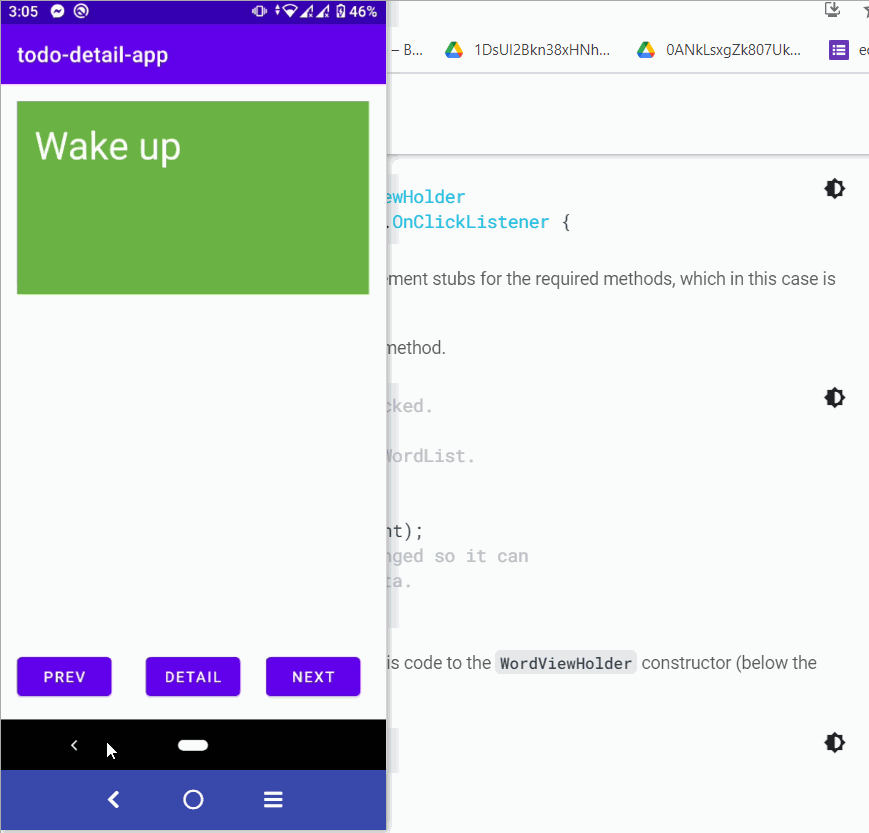 3:05 46%
todo-detail-app
Wake up
PREV DETAIL NEXT
– B... 1DsUI2Bkn38xHNh... 0ANkLsxgZk807Uk...
ewHolder
.OnClickListener {
ment stubs for the required methods, which in this case is
method.
cked.
WordList.
nt);
nged so it can
ta.
is code to the WordViewHolder constructor (below the